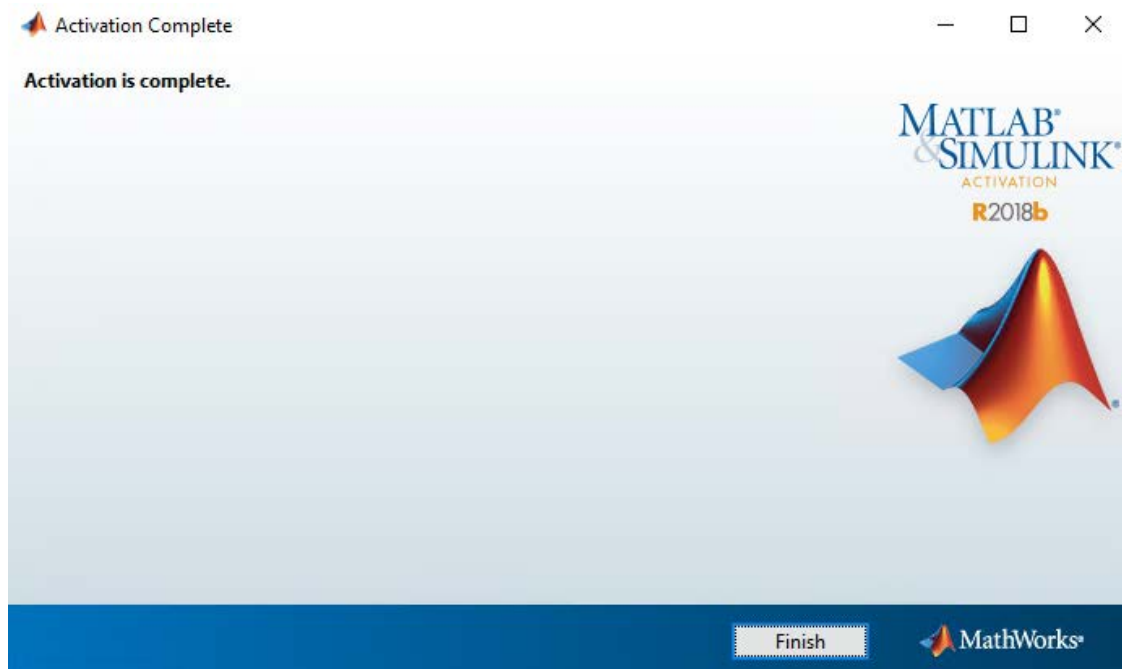 Activation Complete
Activation is complete.
MATLAB®
&SIMULINK®
ACTIVATION
R2018b
®
Finish
MathWorks®